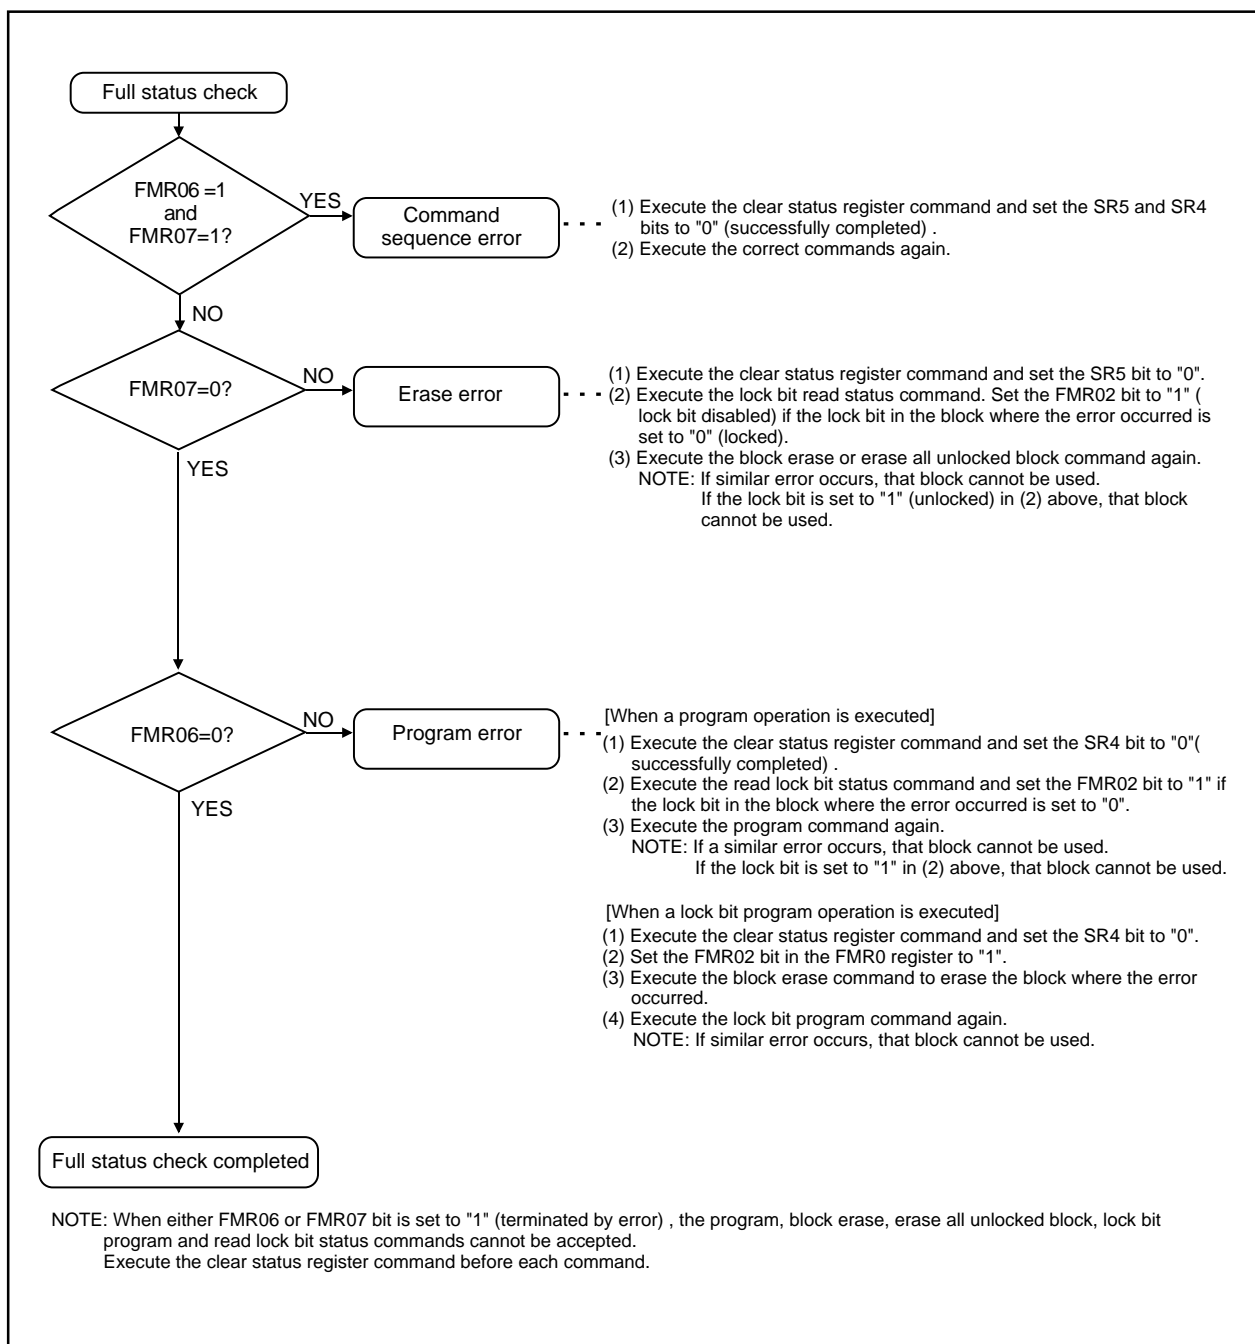 Full status check
FMR06 =1
and
FMR07=1?
YES
Command
sequence error
(1) Execute the clear status register command and set the SR5 and SR4
bits to "0" (successfully completed) .
(2) Execute the correct commands again.
NO
FMR07=0?
NO
Erase error
(1) Execute the clear status register command and set the SR5 bit to "0".
(2) Execute the lock bit read status command. Set the FMR02 bit to "1" (
lock bit disabled) if the lock bit in the block where the error occurred is
set to "0" (locked).
(3) Execute the block erase or erase all unlocked block command again.
NOTE: If similar error occurs, that block cannot be used.
If the lock bit is set to "1" (unlocked) in (2) above, that block
cannot be used.
YES
FMR06=0?
NO
Program error
[When a program operation is executed]
(1) Execute the clear status register command and set the SR4 bit to "0"(
successfully completed) .
(2) Execute the read lock bit status command and set the FMR02 bit to "1" if
the lock bit in the block where the error occurred is set to "0".
(3) Execute the program command again.
NOTE: If a similar error occurs, that block cannot be used.
If the lock bit is set to "1" in (2) above, that block cannot be used.
YES
[When a lock bit program operation is executed]
(1) Execute the clear status register command and set the SR4 bit to "0".
(2) Set the FMR02 bit in the FMR0 register to "1".
(3) Execute the block erase command to erase the block where the error
occurred.
(4) Execute the lock bit program command again.
NOTE: If similar error occurs, that block cannot be used.
Full status check completed
NOTE: When either FMR06 or FMR07 bit is set to "1" (terminated by error) , the program, block erase, erase all unlocked block, lock bit
program and read lock bit status commands cannot be accepted.
Execute the clear status register command before each command.